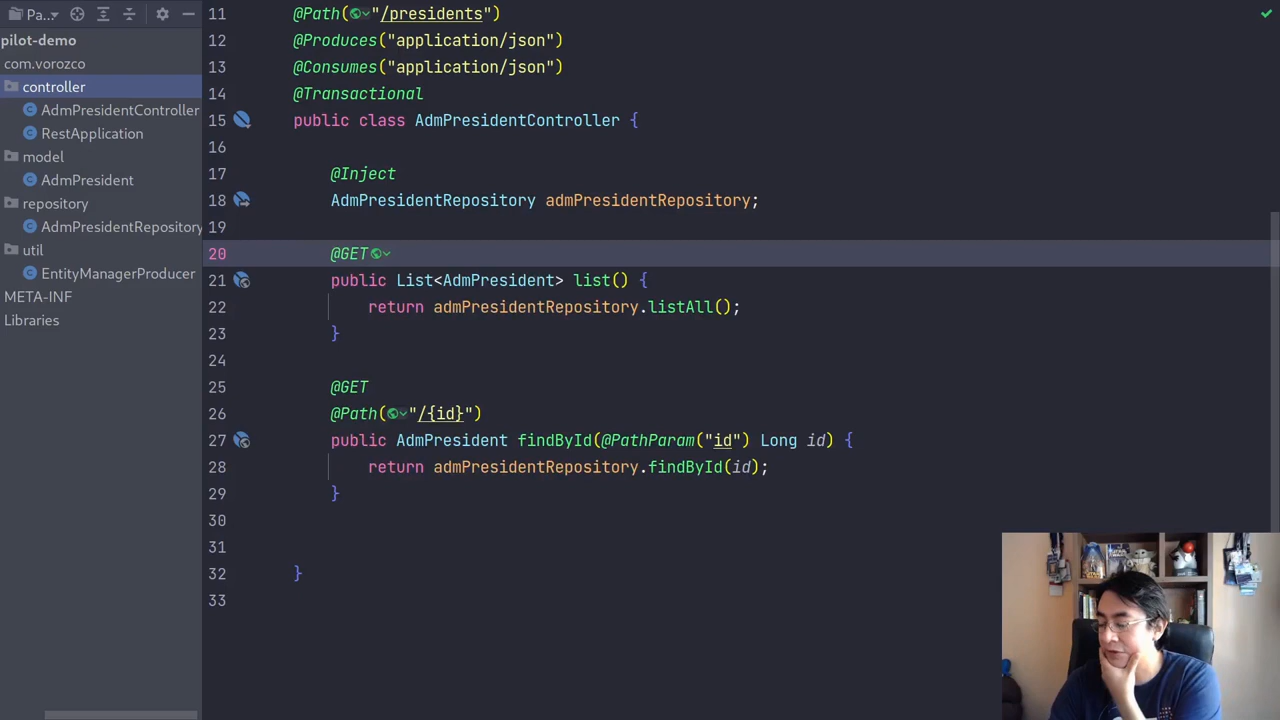 Pa...
pilot-demo
com.vorozco
controller
AdmPresidentController
RestApplication
model
AdmPresident
repository
AdmPresidentRepository
util
EntityManagerProducer
META-INF
Libraries
11 @Path("/presidents")
12 @Produces("application/json")
13 @Consumes("application/json")
14 @Transactional
15 public class AdmPresidentController {
16
17 @Inject
18 AdmPresidentRepository admPresidentRepository;
19
20 @GET
21 public List<AdmPresident> list() {
22 return admPresidentRepository.listAll();
23 }
24
25 @GET
26 @Path("/{id}")
27 public AdmPresident findById(@PathParam("id") Long id) {
28 return admPresidentRepository.findById(id);
29 }
30
31
32 }
33